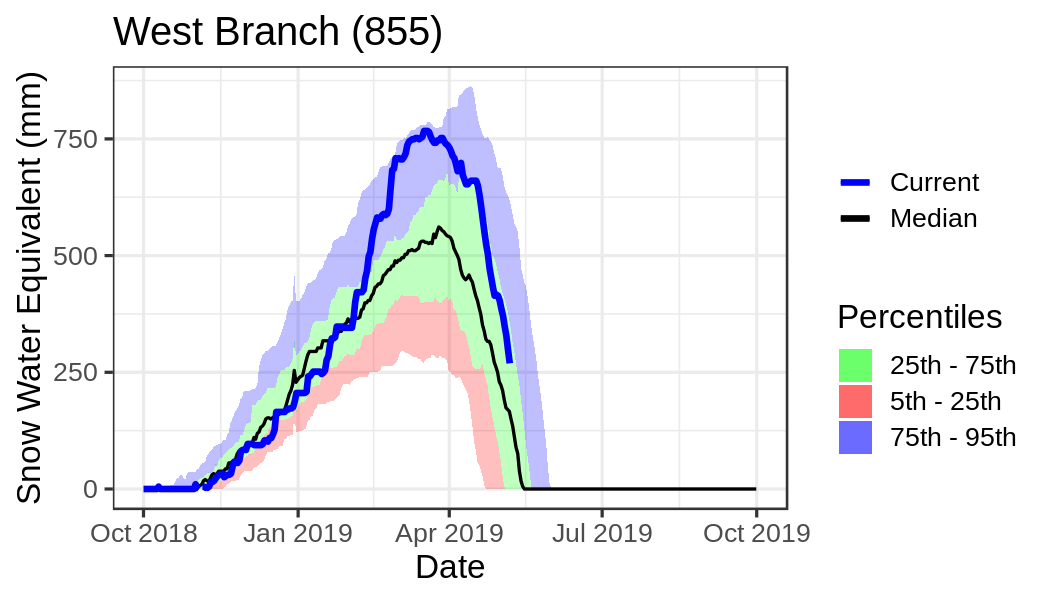 West Branch (855)
Snow Water Equivalent (mm)
750
500
250
0
Oct 2018
Jan 2019
Apr 2019
Jul 2019
Oct 2019
Date
Current
Median
Percentiles
25th - 75th
5th - 25th
75th - 95th